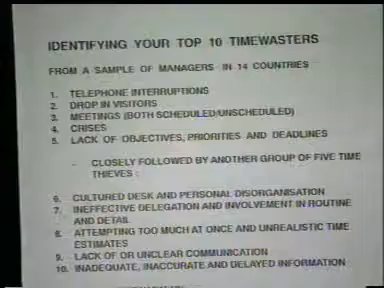 IDENTIFYING YOUR TOP 10 TIMEWASTERS
FROM A SAMPLE OF MANAGERS IN 14 COUNTRIES
1. TELEPHONE INTERRUPTIONS
2. DROP IN VISITORS
3. MEETINGS (BOTH SCHEDULED/UNSCHEDULED)
4. CRISES
5. LACK OF OBJECTIVES, PRIORITIES AND DEADLINES
- CLOSELY FOLLOWED BY ANOTHER GROUP OF FIVE TIME
THIEVES :
6. CULTURED DESK AND PERSONAL DISORGANISATION
7. INEFFECTIVE DELEGATION AND INVOLVEMENT IN ROUTINE
AND DETAIL
8. ATTEMPTING TOO MUCH AT ONCE AND UNREALISTIC TIME
ESTIMATES
9. LACK OF OR UNCLEAR COMMUNICATION
10. INADEQUATE, INACCURATE AND DELAYED INFORMATION